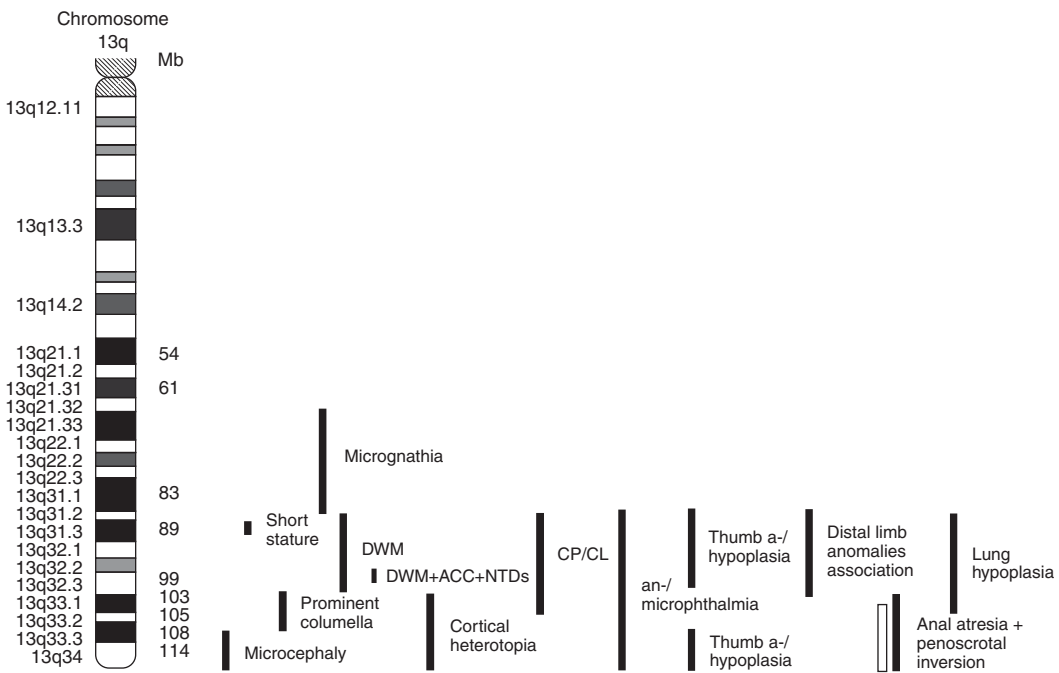 Chromosome
13q
Mb
13q12.11
13q13.3
13q14.2
13q21.1 54
13q21.2
13q21.31 61
13q21.32
13q21.33
13q22.1
13q22.2
13q22.3
13q31.1 83
13q31.2
13q31.3 89
13q32.1
13q32.2
13q32.3 99
13q33.1 103
13q33.2 105
13q33.3 108
13q34 114
Micrognathia
Short
stature
DWM
DWM+ACC+NTDs
Prominent
columella
Microcephaly
Cortical
heterotopia
CP/CL
an-/
microphthalmia
Thumb a-/
hypoplasia
Thumb a-/
hypoplasia
Distal limb
anomalies
association
Lung
hypoplasia
Anal atresia +
penoscrotal
inversion